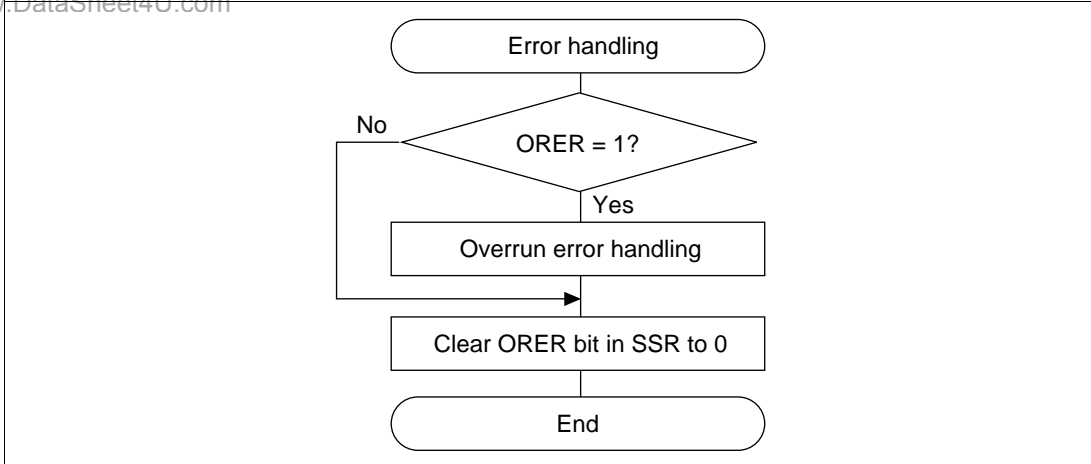 .DataSheet4U.com
Error handling
No
ORER = 1?
Yes
Overrun error handling
Clear ORER bit in SSR to 0
End